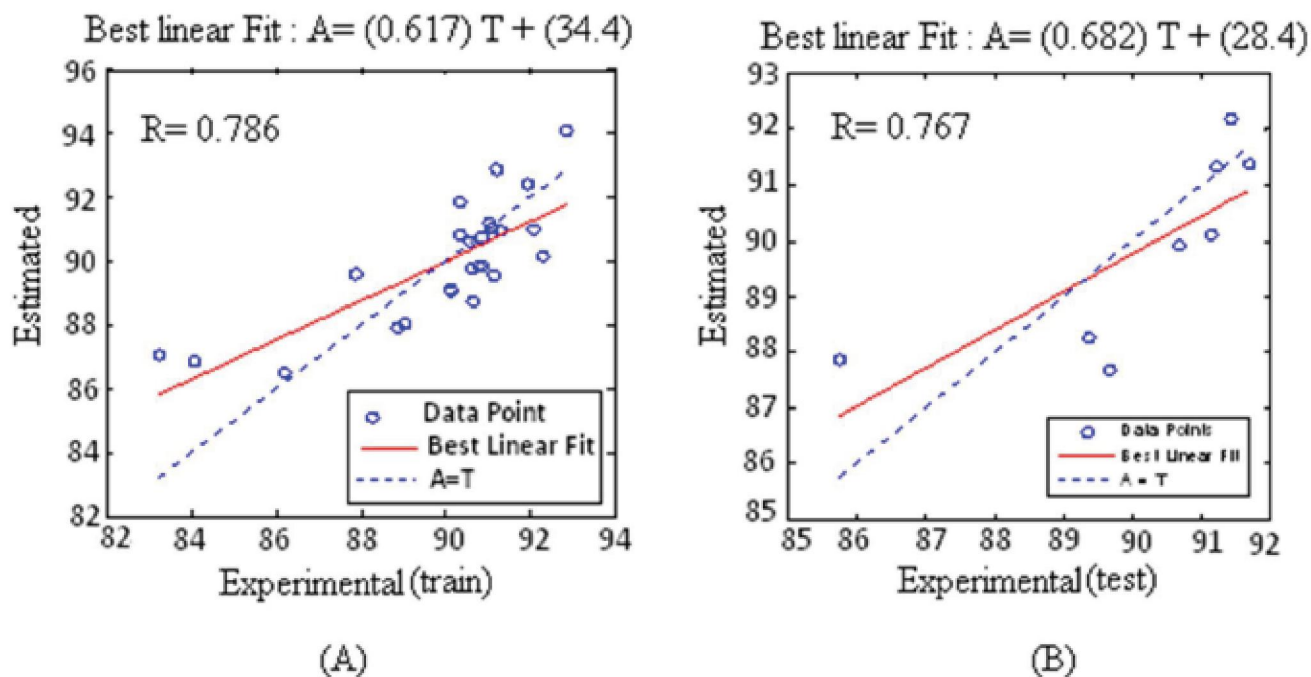 Best linear Fit : A= (0.617) T + (34.4)
96
94
92
90
88
86
84
82
R= 0.786
Estimated
Data Point
Best Linear Fit
A=T
82 84 86 88 90 92 94
Experimental (train)
(A)
Best linear Fit : A= (0.682) T + (28.4)
93
92
91
90
89
88
87
86
85
R= 0.767
Estimated
Data Points
Best Linear Fit
A = T
85 86 87 88 89 90 91 92
Experimental (test)
(B)